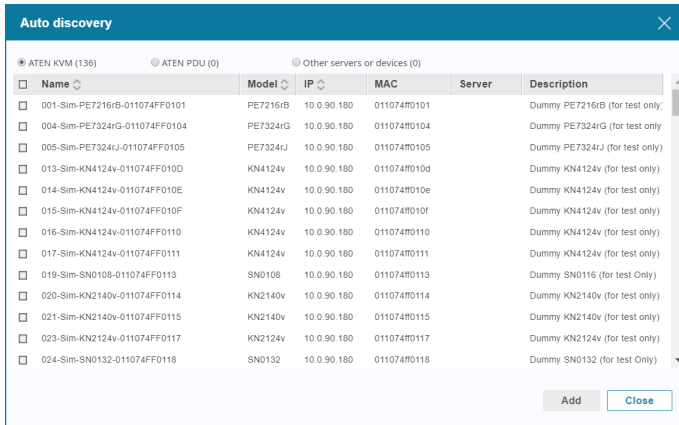 Auto discovery
ATEN KVM (136) ATEN PDU (0) Other servers or devices (0)
Name Model IP MAC Server Description
001-Sim-PE7216rB-011074FF0101 PE7216rB 10.0.90.180 011074ff0101 Dummy PE7216rB (for test only)
004-Sim-PE7324rG-011074FF0104 PE7324rG 10.0.90.180 011074ff0104 Dummy PE7324rG (for test only
005-Sim-PE7324rJ-011074FF0105 PE7324rJ 10.0.90.180 011074ff0105 Dummy PE7324rJ (for test only)
013-Sim-KN4124v-011074FF010D KN4124v 10.0.90.180 011074ff010d Dummy KN4124v (for test only)
014-Sim-KN4124v-011074FF010E KN4124v 10.0.90.180 011074ff010e Dummy KN4124v (for test only)
015-Sim-KN4124v-011074FF010F KN4124v 10.0.90.180 011074ff010f Dummy KN4124v (for test only)
016-Sim-KN4124v-011074FF0110 KN4124v 10.0.90.180 011074ff0110 Dummy KN4124v (for test only)
017-Sim-KN4124v-011074FF0111 KN4124v 10.0.90.180 011074ff0111 Dummy KN4124v (for test only)
019-Sim-SN0108-011074FF0113 SN0108 10.0.90.180 011074ff0113 Dummy SN0116 (for test Only)
020-Sim-KN2140v-011074FF0114 KN2140v 10.0.90.180 011074ff0114 Dummy KN2140v (for test only)
021-Sim-KN2140v-011074FF0115 KN2140v 10.0.90.180 011074ff0115 Dummy KN2140v (for test only)
023-Sim-KN2124v-011074FF0117 KN2124v 10.0.90.180 011074ff0117 Dummy KN2124v (for test only)
024-Sim-SN0132-011074FF0118 SN0132 10.0.90.180 011074ff0118 Dummy SN0132 (for test Only)
Add Close